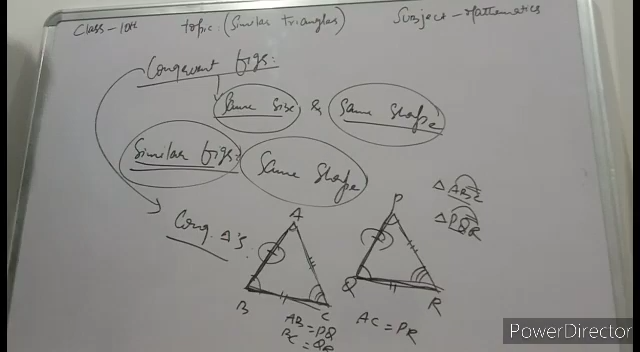 Class-10th Topic: (Similar Triangles) Subject-Mathematics
Congruent figs:
Same size & Same Shape
Similar figs: Same Shape
Cong. Δ's.
A
B
C
P
Q
R
Δ ABC
Δ PQR
AB = PQ
BC = QR
AC = PR
PowerDirector